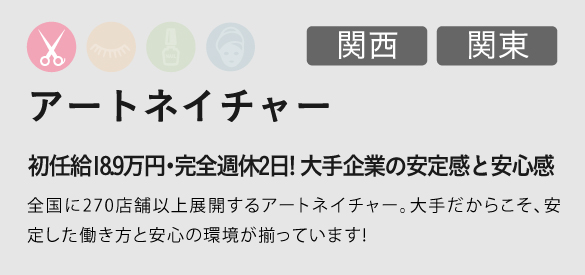 関西 関東
アートネイチャー
初任給18.9万円・完全週休2日! 大手企業の安定感と安心感
全国に270店舗以上展開するアートネイチャー。大手だからこそ、安
定した働き方と安心の環境が揃っています!